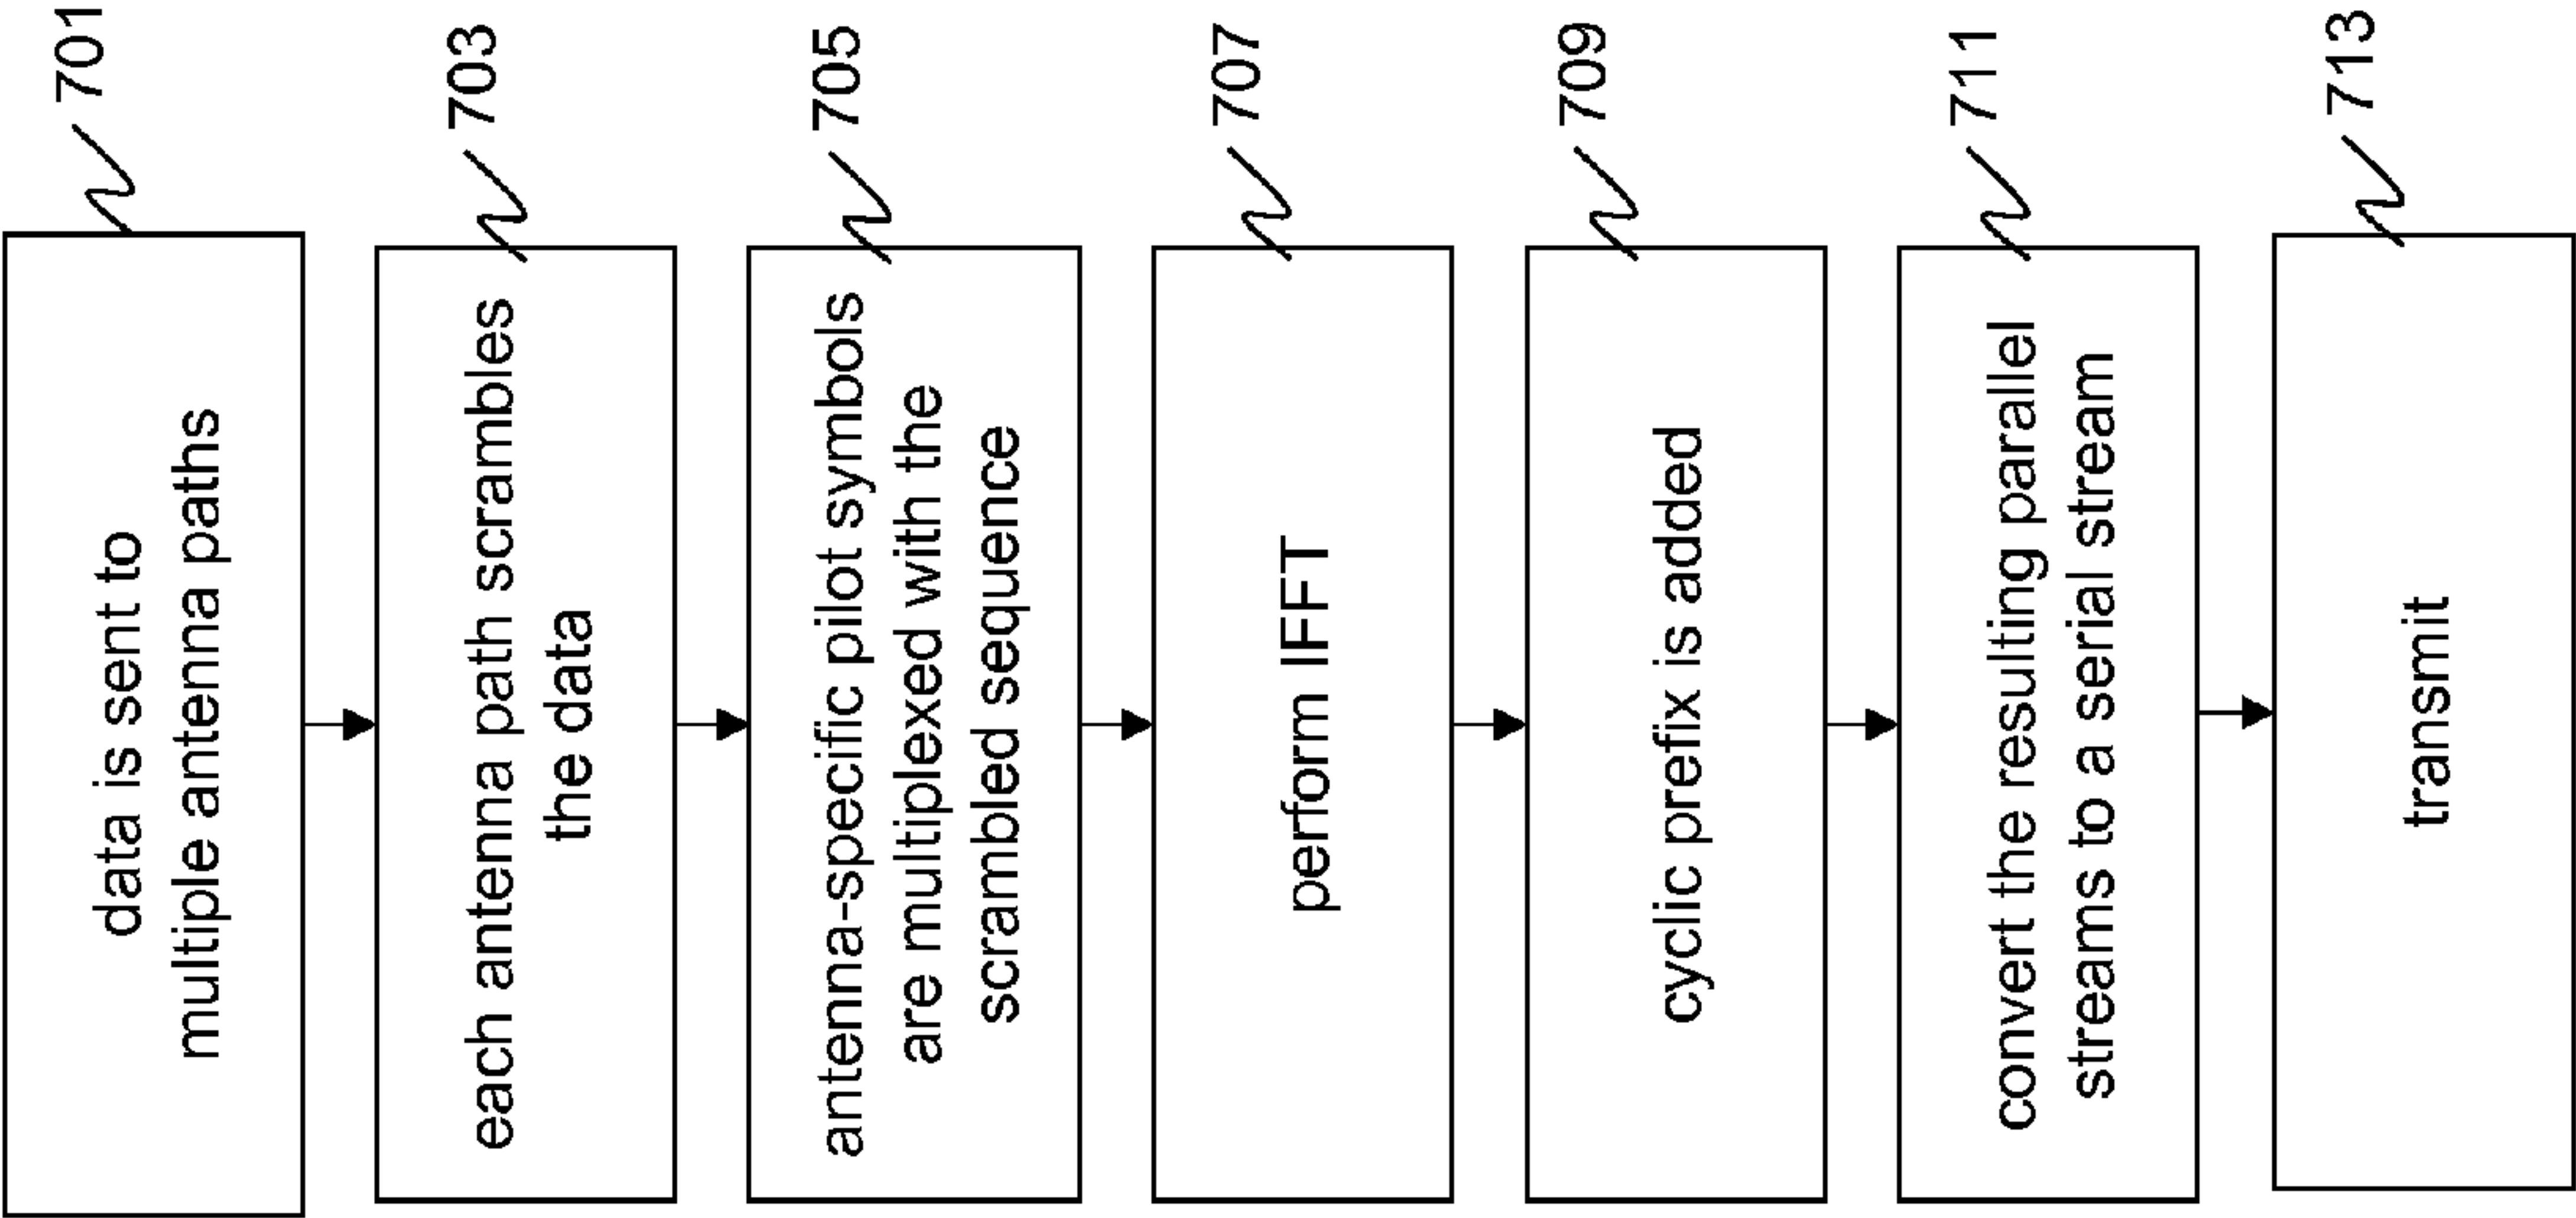 701
data is sent to
multiple antenna paths
703
each antenna path scrambles
the data
705
antenna-specific pilot symbols
are multiplexed with the
scrambled sequence
707
perform IFFT
709
cyclic prefix is added
711
convert the resulting parallel
streams to a serial stream
713
transmit